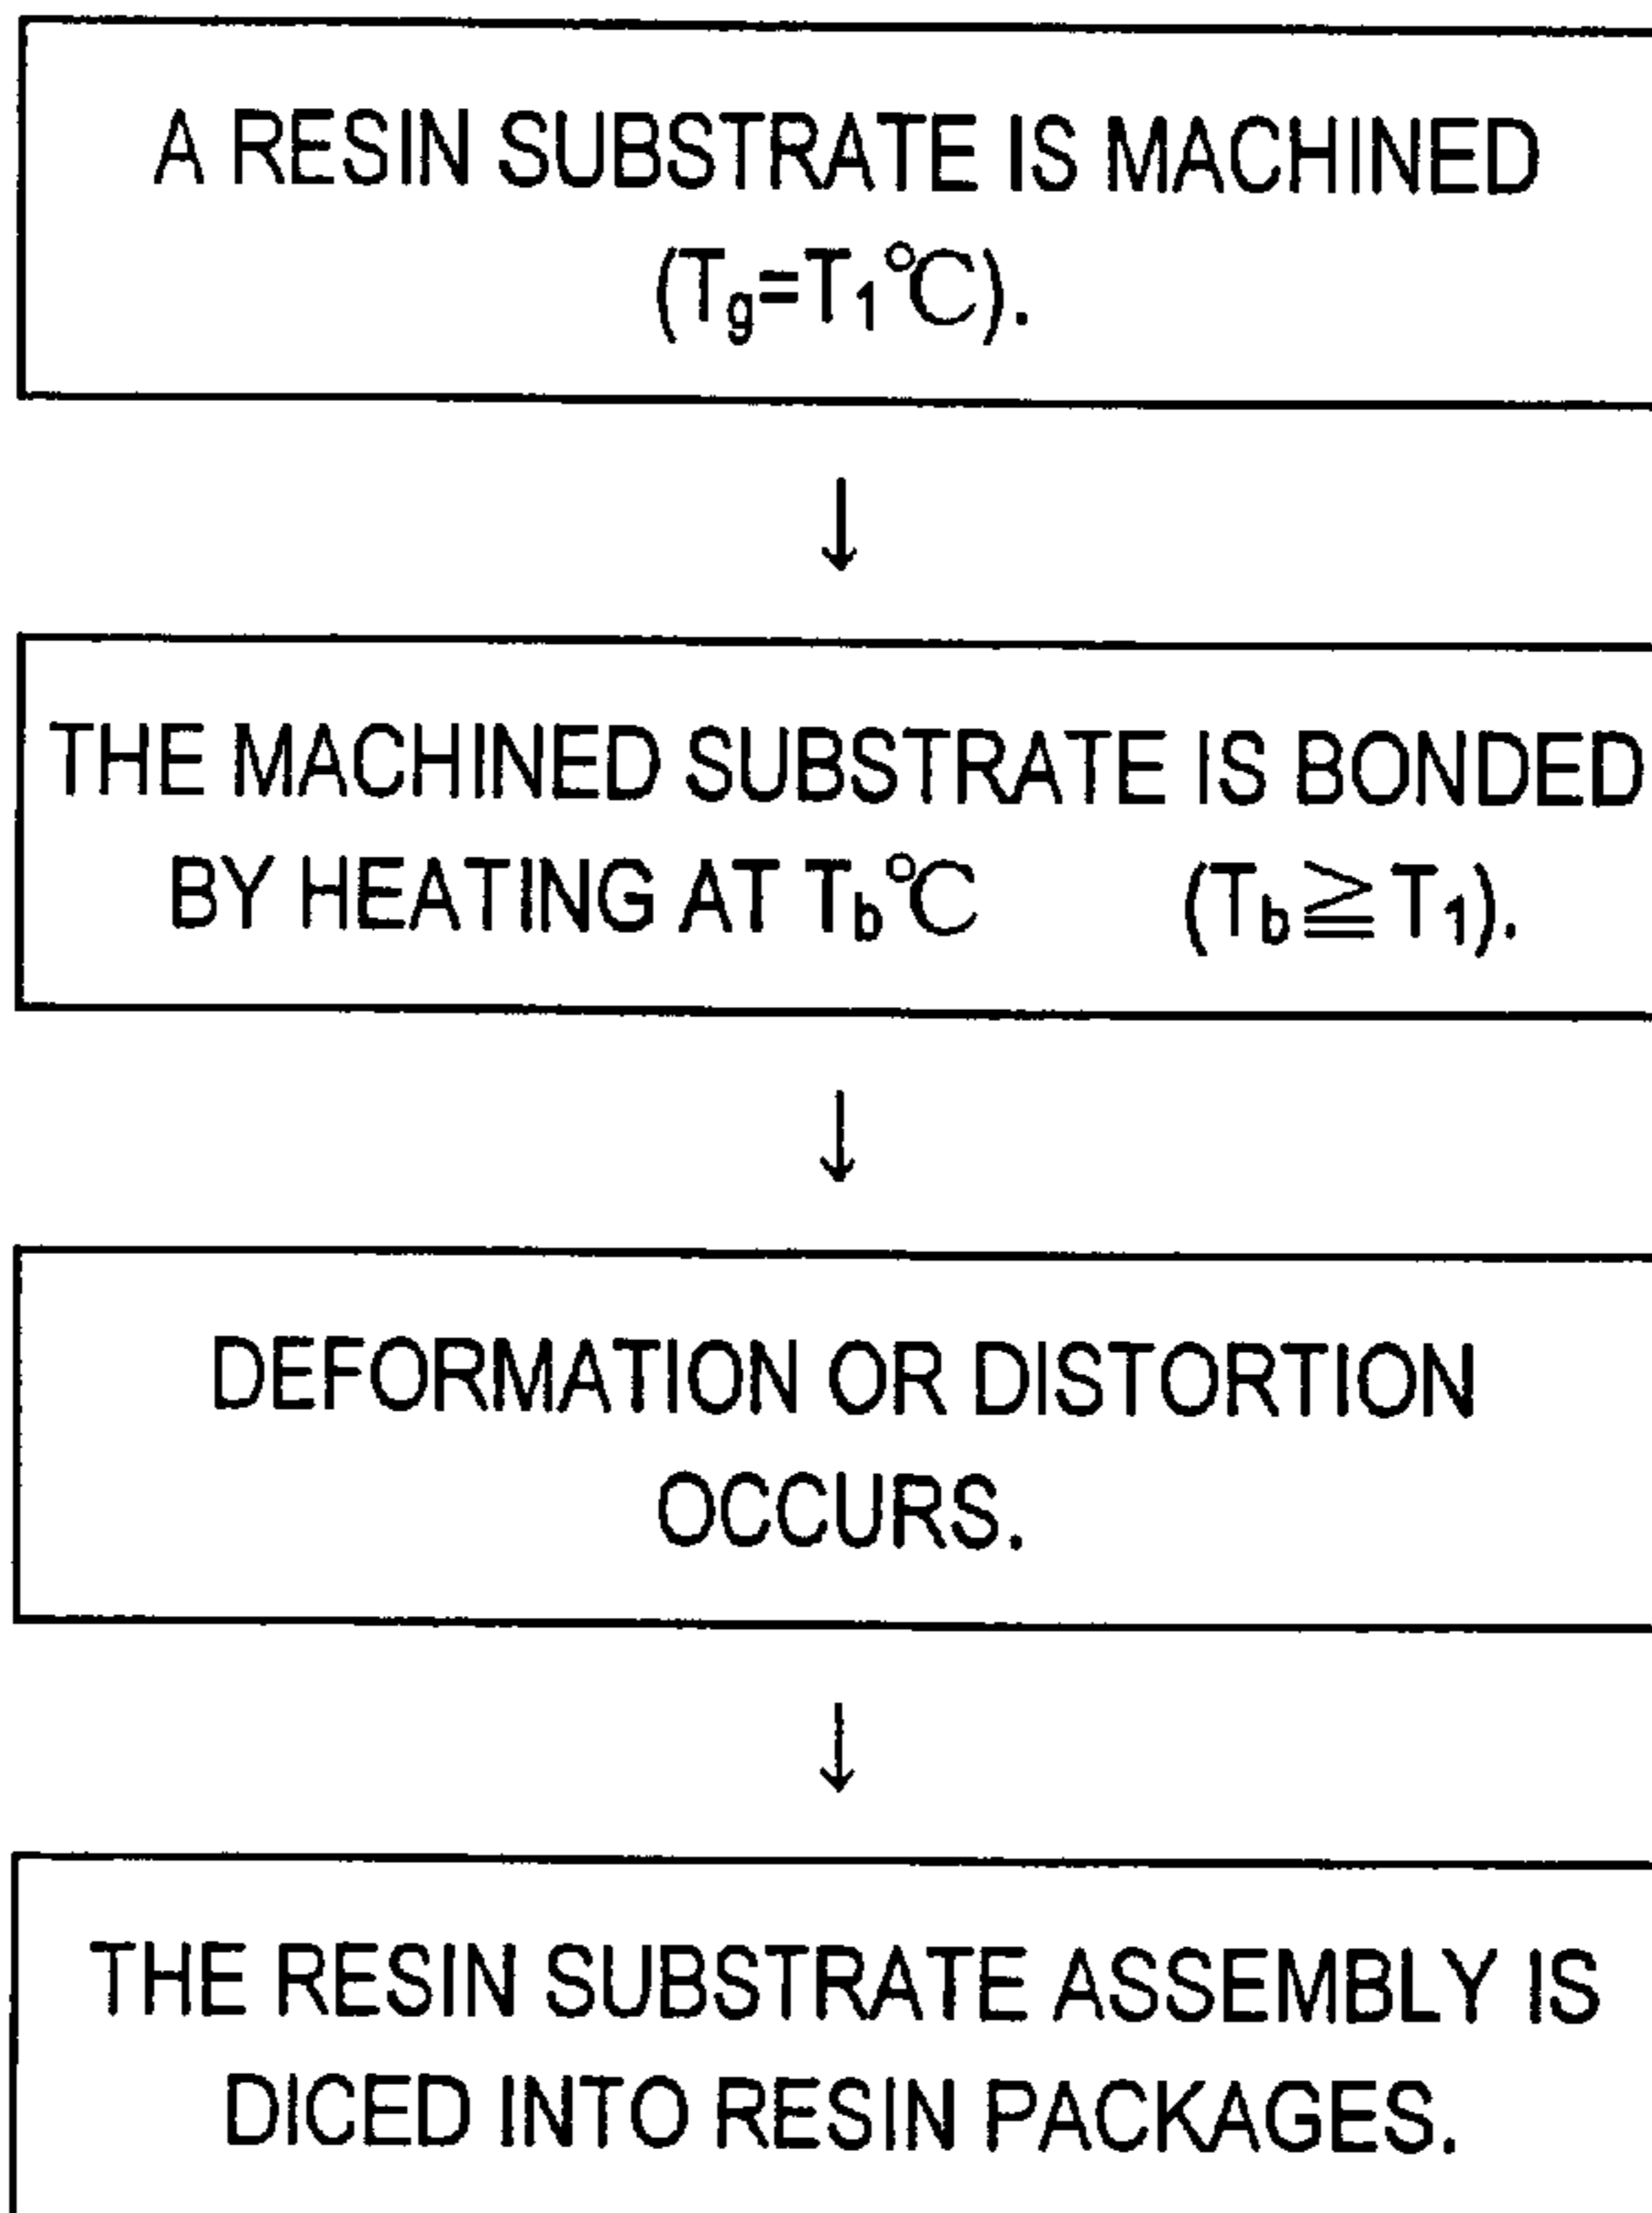 A RESIN SUBSTRATE IS MACHINED
(Tg=T1℃).
↓
THE MACHINED SUBSTRATE IS BONDED
BY HEATING AT Tb℃ (Tb≧T1).
↓
DEFORMATION OR DISTORTION
OCCURS.
↓
THE RESIN SUBSTRATE ASSEMBLY IS
DICED INTO RESIN PACKAGES.